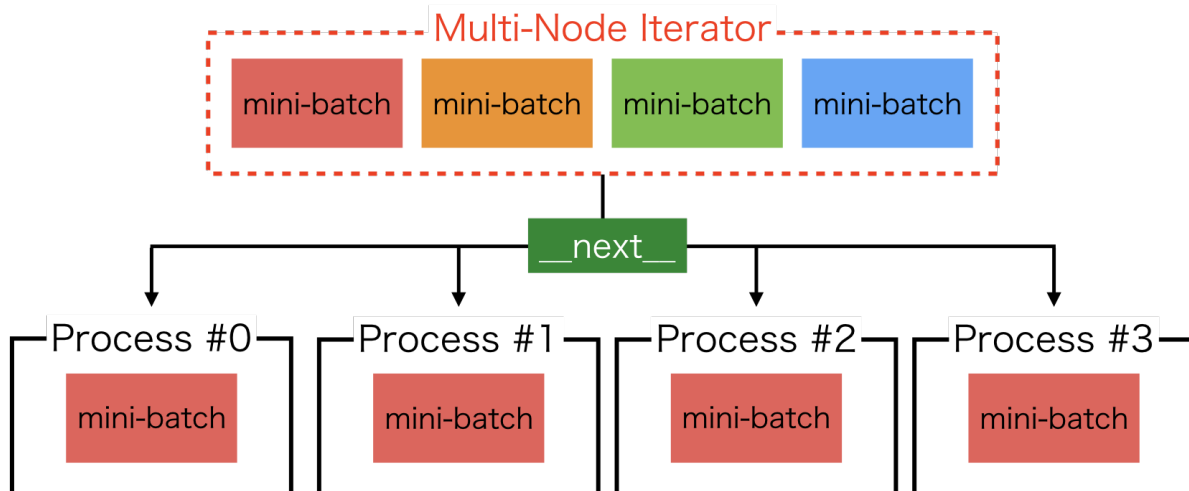 Multi-Node Iterator
mini-batch mini-batch mini-batch mini-batch
__next__
Process #0 Process #1 Process #2 Process #3
mini-batch mini-batch mini-batch mini-batch